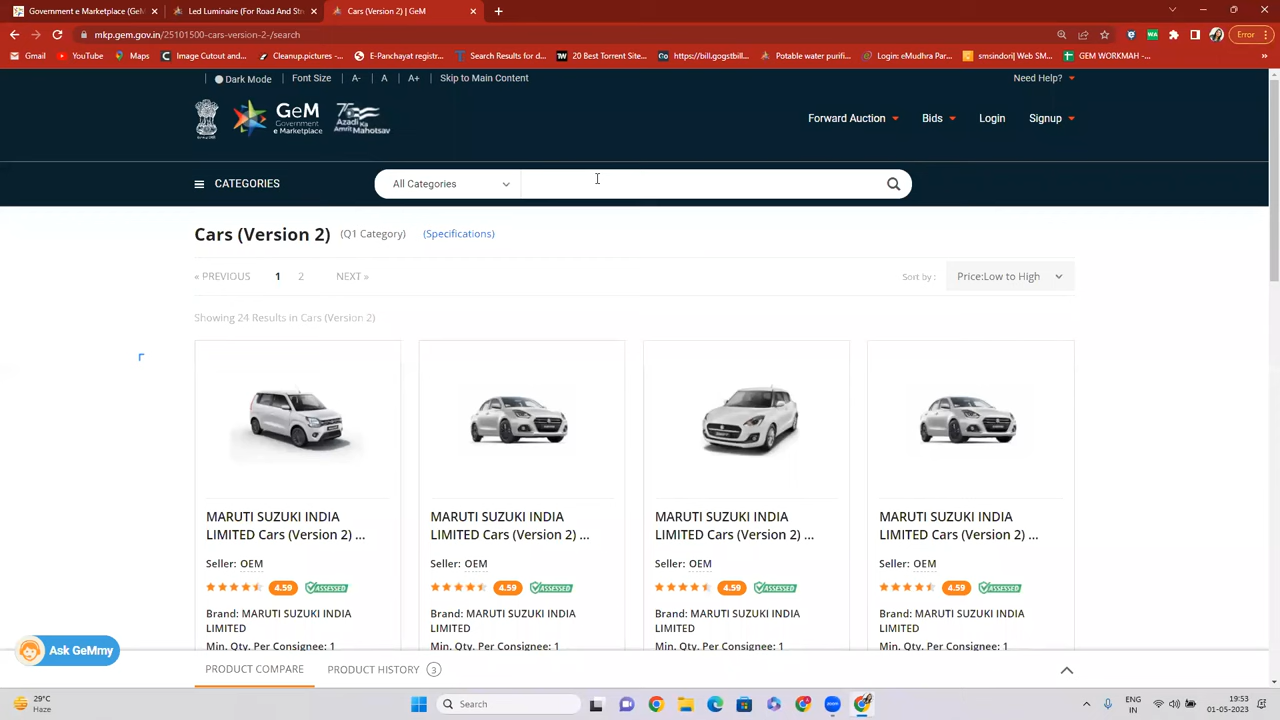 Government e Marketplace (GeM
Led Luminaire (For Road/Stre
Cars (Version 2) | GeM
mkp.gem.gov.in/25101500-cars-version-2-/search
Error
Gmail
YouTube
Maps
Image Cutout and...
Cleanup.pictures -...
E-Panchayat registr...
Search Results for d...
20 Best Torrent Site...
https://bill.gogstbill...
Potable water purifi...
Login: eMudhra Par...
smsindori] Web SM...
GEM WORKMAH -...
Dark Mode
Font Size
A-
A
A+
Skip to Main Content
Need Help?
GeM
Government
e Marketplace
Azadi
Ka
Amrit Mahotsav
Forward Auction
Bids
Login
Signup
CATEGORIES
All Categories
Cars (Version 2) (Q1 Category) (Specifications)
« PREVIOUS 1 2 NEXT »
Sort by : Price:Low to High
Showing 24 Results in Cars (Version 2)
MARUTI SUZUKI INDIA
LIMITED Cars (Version 2) ...
Seller: OEM
4.59 ASSESSED
Brand: MARUTI SUZUKI INDIA
LIMITED
Min. Qty. Per Consignee: 1
MARUTI SUZUKI INDIA
LIMITED Cars (Version 2) ...
Seller: OEM
4.59 ASSESSED
Brand: MARUTI SUZUKI INDIA
LIMITED
Min. Qty. Per Consignee: 1
MARUTI SUZUKI INDIA
LIMITED Cars (Version 2) ...
Seller: OEM
4.59 ASSESSED
Brand: MARUTI SUZUKI INDIA
LIMITED
Min. Qty. Per Consignee: 1
MARUTI SUZUKI INDIA
LIMITED Cars (Version 2) ...
Seller: OEM
4.59 ASSESSED
Brand: MARUTI SUZUKI INDIA
LIMITED
Min. Qty. Per Consignee: 1
Ask GeMmy
PRODUCT COMPARE
PRODUCT HISTORY 3
29°C
Haze
Search
ENG
IN
19:53
01-05-2023